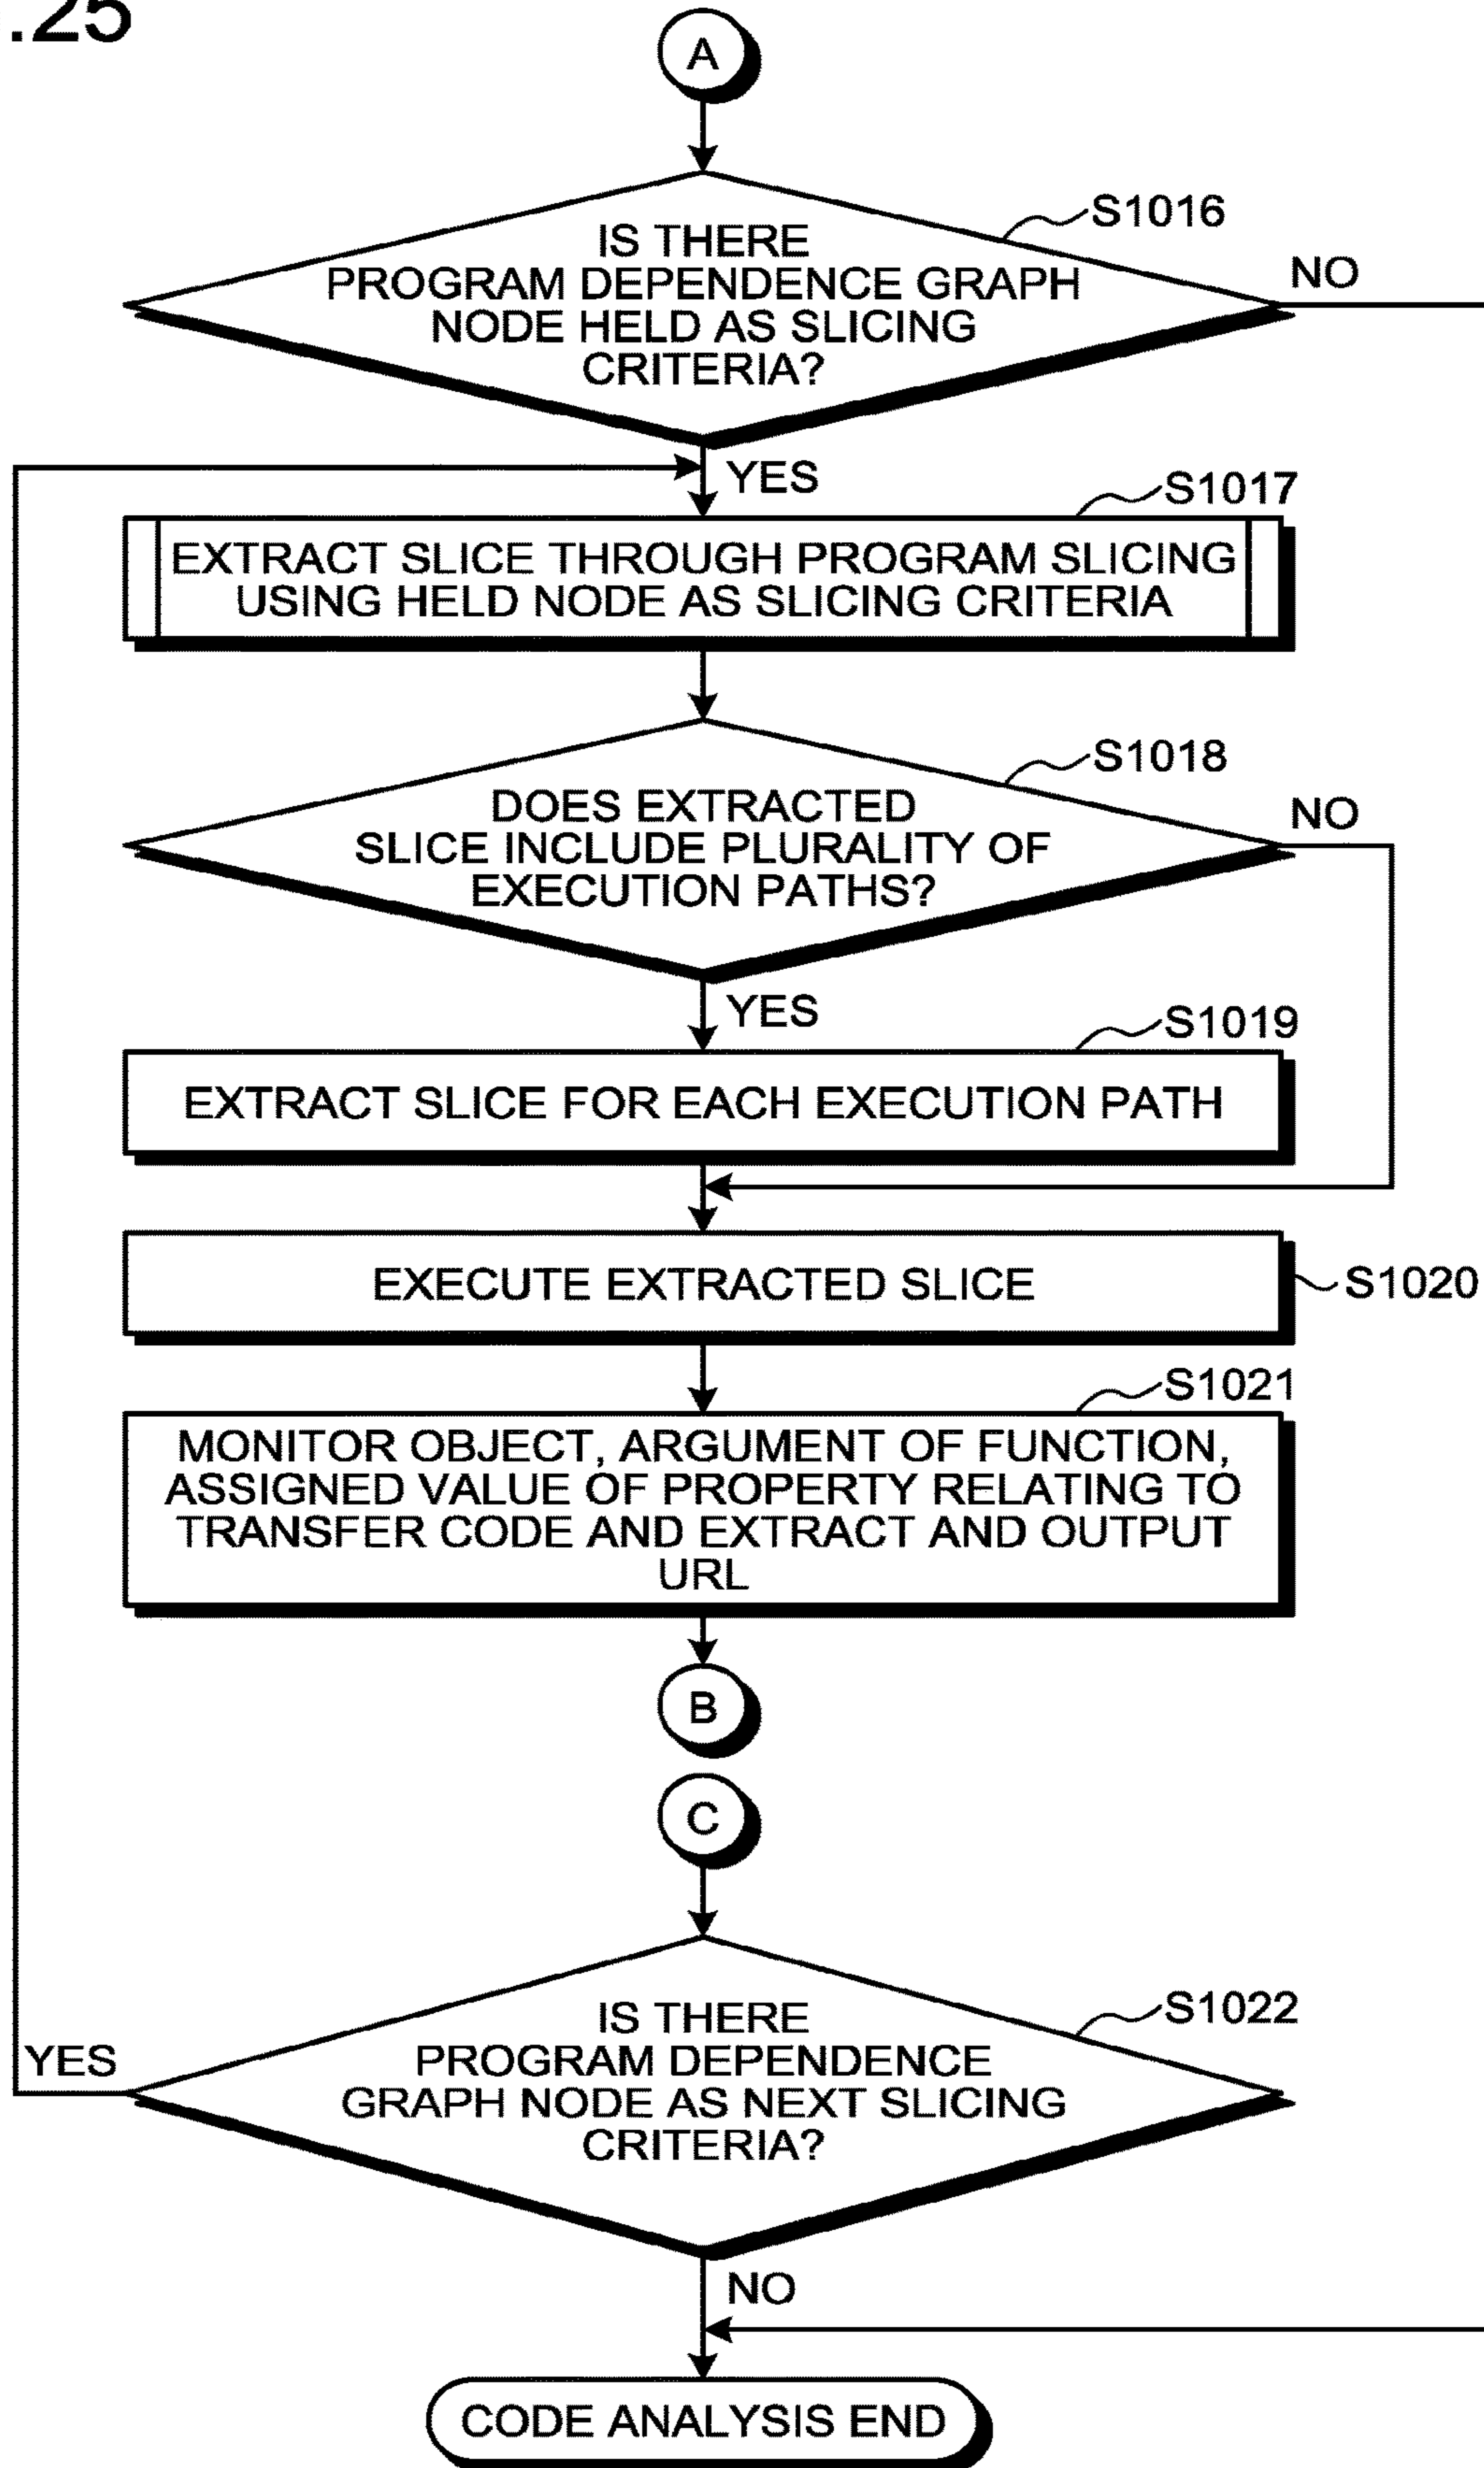 .25
A
S1016
IS THERE
PROGRAM DEPENDENCE GRAPH
NODE HELD AS SLICING
CRITERIA?
NO
YES
S1017
EXTRACT SLICE THROUGH PROGRAM SLICING
USING HELD NODE AS SLICING CRITERIA
S1018
DOES EXTRACTED
SLICE INCLUDE PLURALITY OF
EXECUTION PATHS?
NO
YES
S1019
EXTRACT SLICE FOR EACH EXECUTION PATH
EXECUTE EXTRACTED SLICE
S1020
S1021
MONITOR OBJECT, ARGUMENT OF FUNCTION,
ASSIGNED VALUE OF PROPERTY RELATING TO
TRANSFER CODE AND EXTRACT AND OUTPUT
URL
B
C
S1022
IS THERE
PROGRAM DEPENDENCE
GRAPH NODE AS NEXT SLICING
CRITERIA?
YES
NO
CODE ANALYSIS END